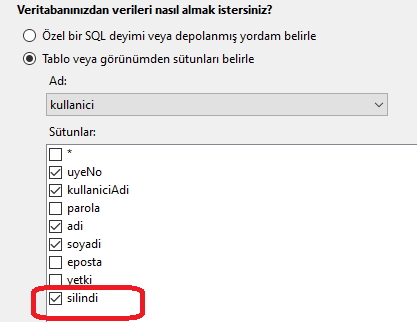 Veritabanınızdan verileri nasıl almak istersiniz?
Özel bir SQL deyimi veya depolanmış yordam belirle
Tablo veya görünümden sütunları belirle
Ad:
kullanici
Sütunlar:
*
uyeNo
kullaniciAdi
parola
adi
soyadi
eposta
yetki
silindi